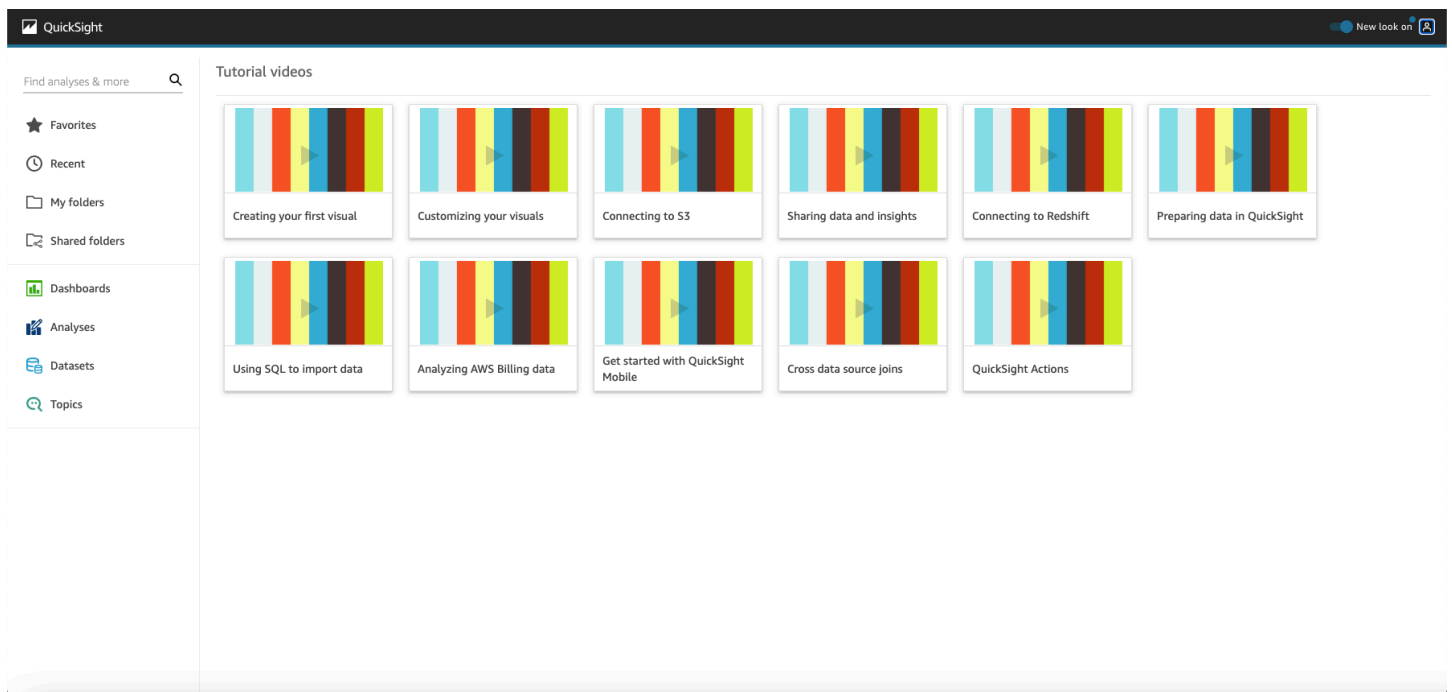 QuickSight
New look on
Find analyses & more
Favorites
Recent
My folders
Shared folders
Dashboards
Analyses
Datasets
Topics
Tutorial videos
Creating your first visual
Customizing your visuals
Connecting to S3
Sharing data and insights
Connecting to Redshift
Preparing data in QuickSight
Using SQL to import data
Analyzing AWS Billing data
Get started with QuickSight
Mobile
Cross data source joins
QuickSight Actions